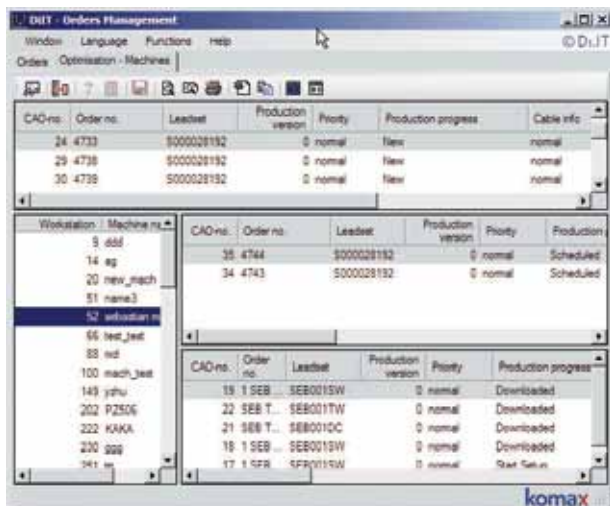 DiIT - Orders Management
Window Language Functions Help
© D:.IT
Orders Optimisation - Machines
CAO-no. Order no. Leadset Production version Priority Production progress Cable info
24 4733 S000028192 0 normal New normal
29 4738 S000028192 0 normal New normal
30 4739 S000028192 0 normal New normal
Workstation Machine n
9 ddd
14 ag
20 new_mach
51 name3
52 sebastian m
66 test_test
88 nd
100 mach_test
149 yzhu
202 PZ506
222 KAKA
230 ggg
251
CAO-no. Order no. Leadset Production version Priority Production
35 4744 S000028192 0 normal Scheduled
34 4743 S000028192 0 normal Scheduled
CAO-no. Order no. Leadset Production version Priority Production progress
19 1 SEB ... SEB001SW 0 normal Downloaded
22 SEB T... SEB001TW 0 normal Downloaded
21 SEB T... SEB001DC 0 normal Downloaded
18 1 SEB ... SEB001SW 0 normal Downloaded
17 1 SEB SEB001SW 0 normal Start Setup
komax